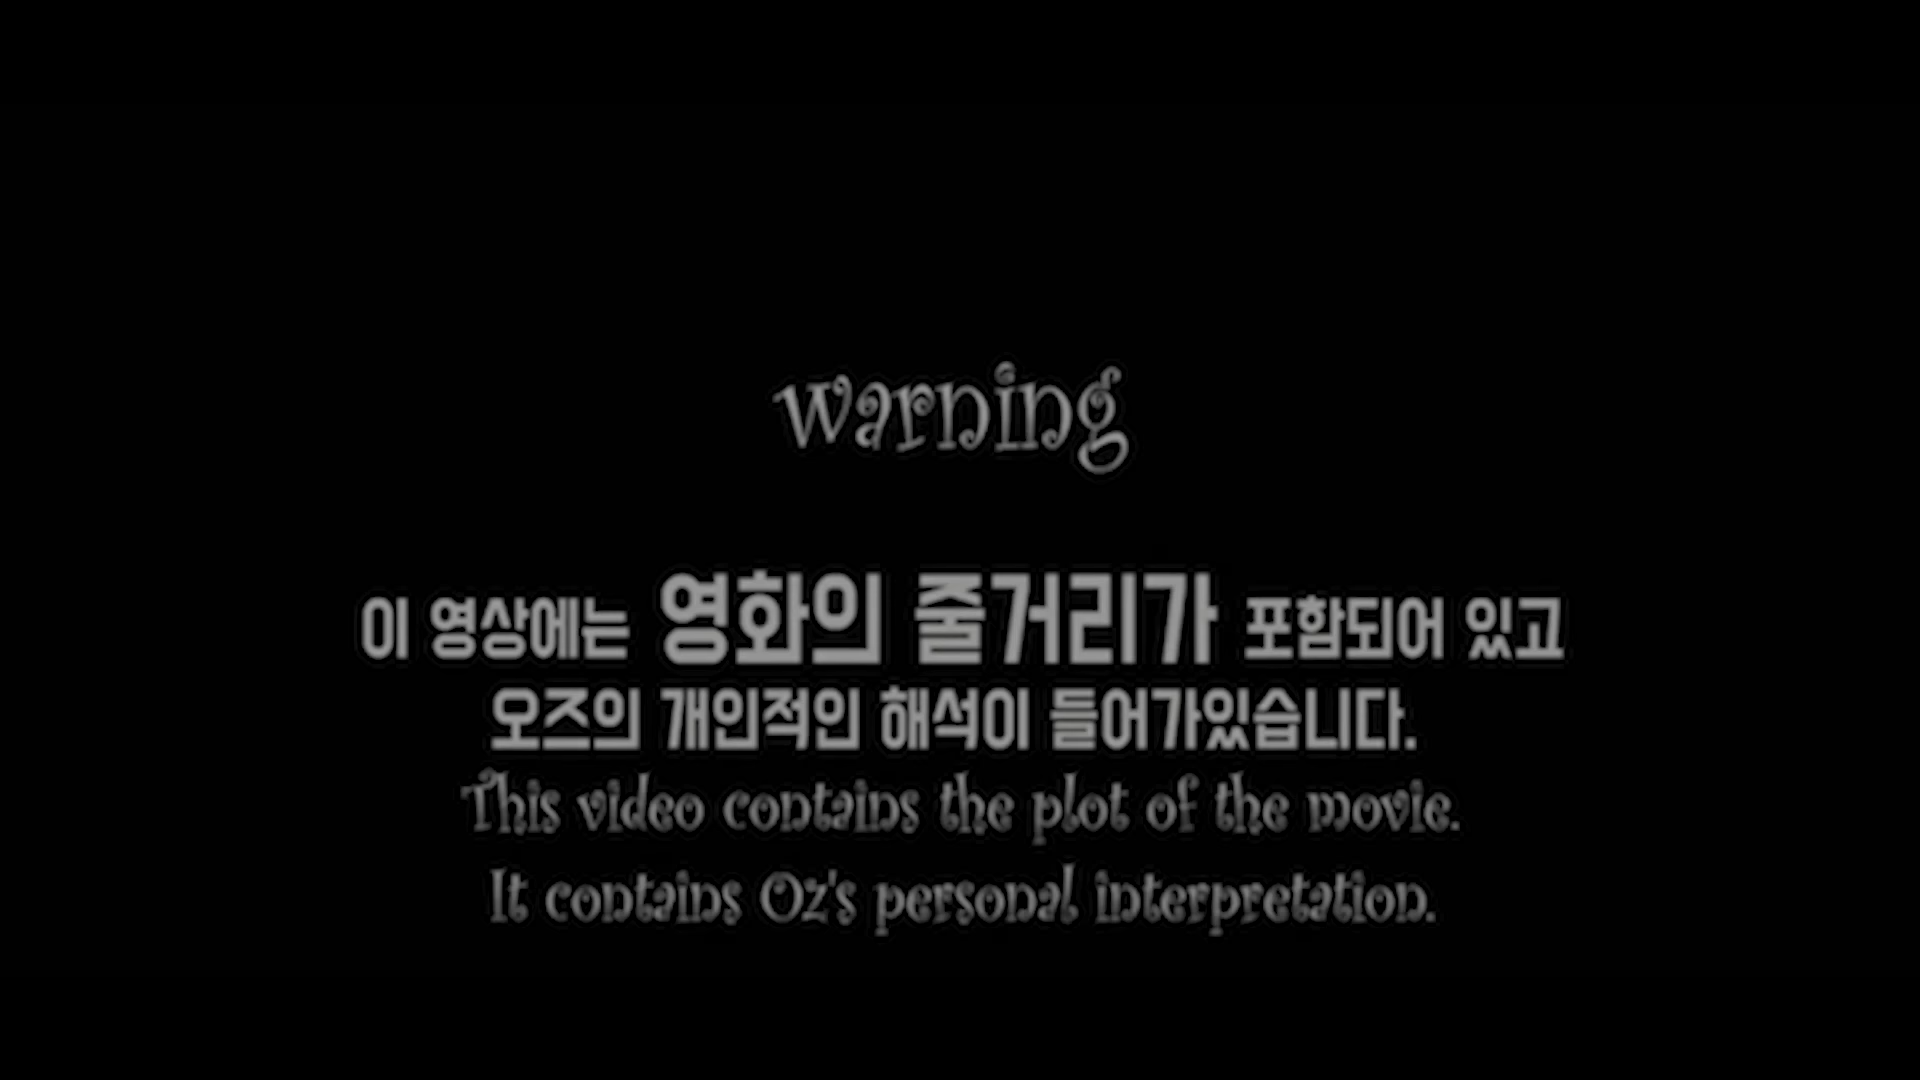 warning
이 영상에는 영화의 줄거리가 포함되어 있고
오즈의 개인적인 해석이 들어가있습니다.
This video contains the plot of the movie.
It contains Oz's personal interpretation.